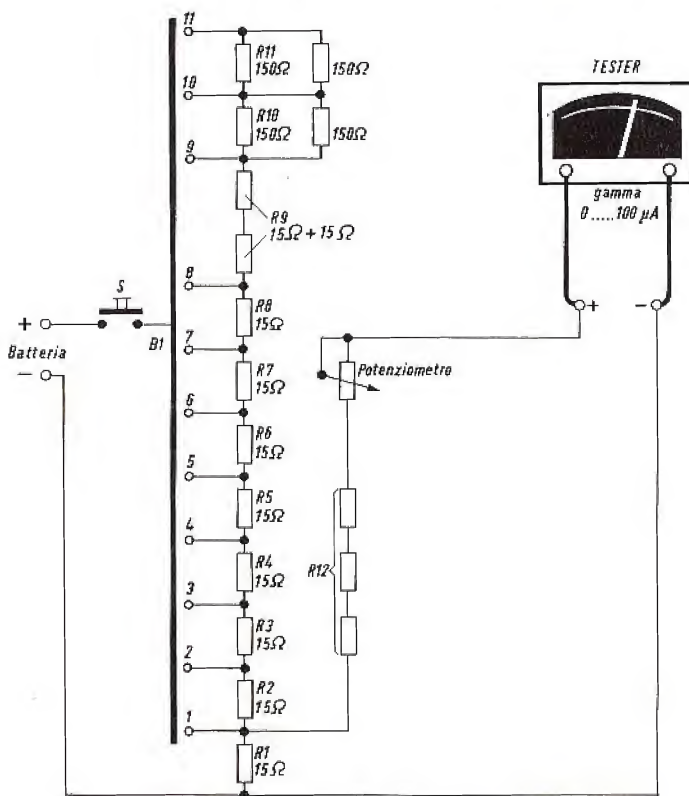 11
R11
150Ω
150Ω
10
R10
150Ω
150Ω
9
R9
15Ω + 15Ω
8
R8
15Ω
7
R7
15Ω
6
R6
15Ω
5
R5
15Ω
4
R4
15Ω
3
R3
15Ω
2
R2
15Ω
1
R1
15Ω
S
+
Batteria
−
B1
Potenziometro
R12
TESTER
gamma
0.....100 µA
+
−